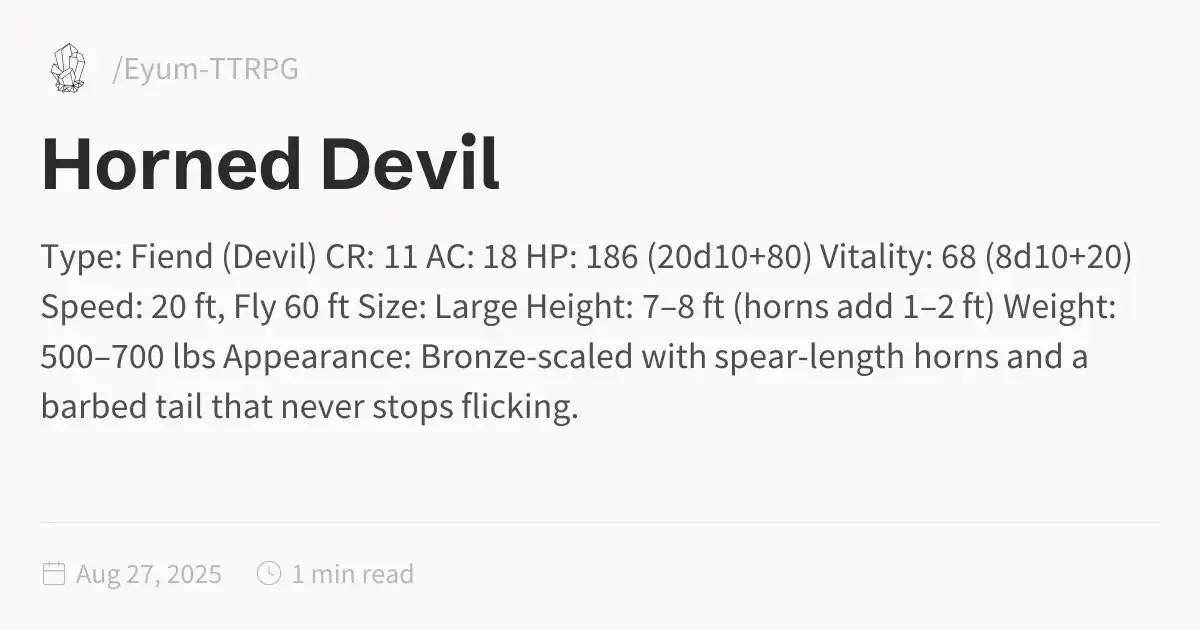 /Eyum-TTRPG
Horned Devil
Type: Fiend (Devil) CR: 11 AC: 18 HP: 186 (20d10+80) Vitality: 68 (8d10+20)
Speed: 20 ft, Fly 60 ft Size: Large Height: 7–8 ft (horns add 1–2 ft) Weight:
500–700 lbs Appearance: Bronze-scaled with spear-length horns and a
barbed tail that never stops flicking.
Aug 27, 2025 1 min read